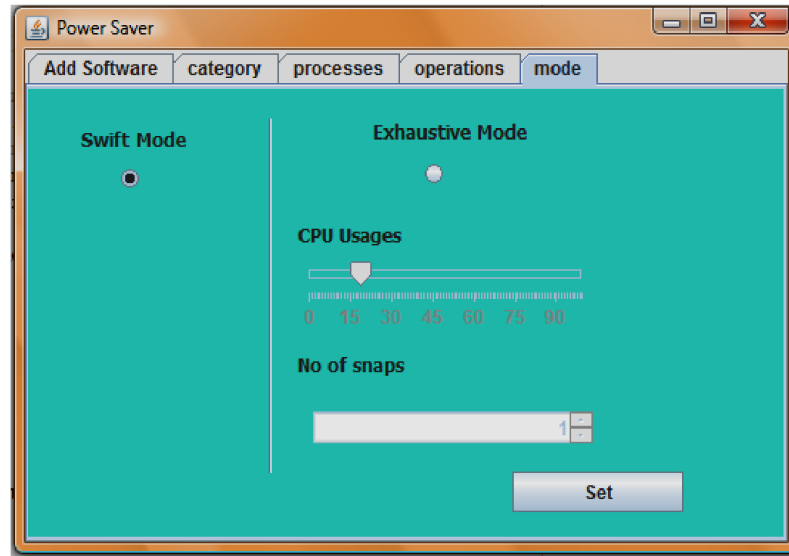 Power Saver
Add Software category processes operations mode
Swift Mode
Exhaustive Mode
CPU Usages
0 15 30 45 60 75 90
No of snaps
1
Set